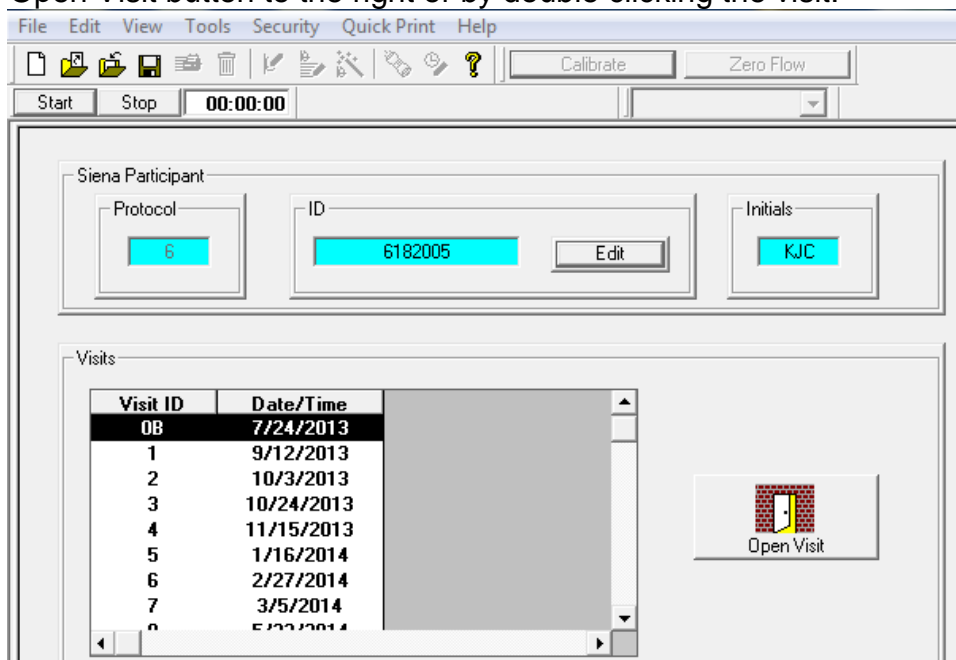 Open Visit button to the right or by double clicking the visit.
File Edit View Tools Security Quick Print Help
Calibrate Zero Flow
Start Stop 00:00:00
Siena Participant
Protocol ID Initials
6 6182005 Edit KJC
Visits
Visit ID Date/Time
0B 7/24/2013
1 9/12/2013
2 10/3/2013
3 10/24/2013
4 11/15/2013
5 1/16/2014
Open Visit
6 2/27/2014
7 3/5/2014